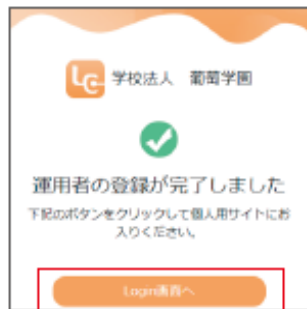 LC 学校法人 葡萄学園
運用者の登録が完了しました
下記のボタンをクリックして個人用サイトにお
入りください。
Login画面へ